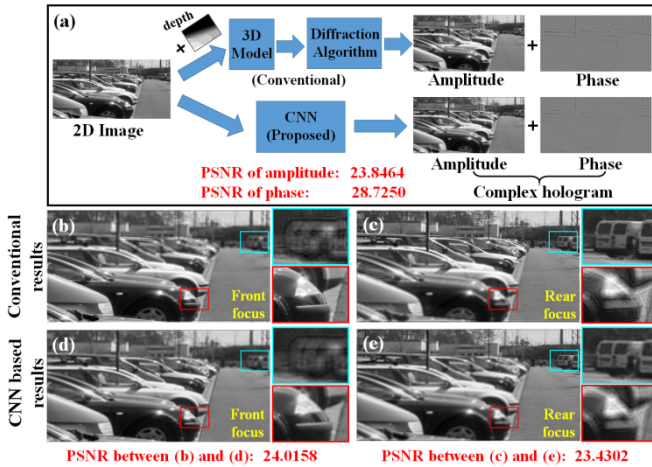 (a)
depth
+
3D
Model
Diffraction
Algorithm
(Conventional)
2D Image
CNN
(Proposed)
+
Amplitude
Phase
+
Amplitude
Phase
Complex hologram
PSNR of amplitude: 23.8464
PSNR of phase: 28.7250
Conventional
results
(b)
Front
focus
(c)
Rear
focus
CNN based
results
(d)
Front
focus
(e)
Rear
focus
PSNR between (b) and (d): 24.0158
PSNR between (c) and (e): 23.4302